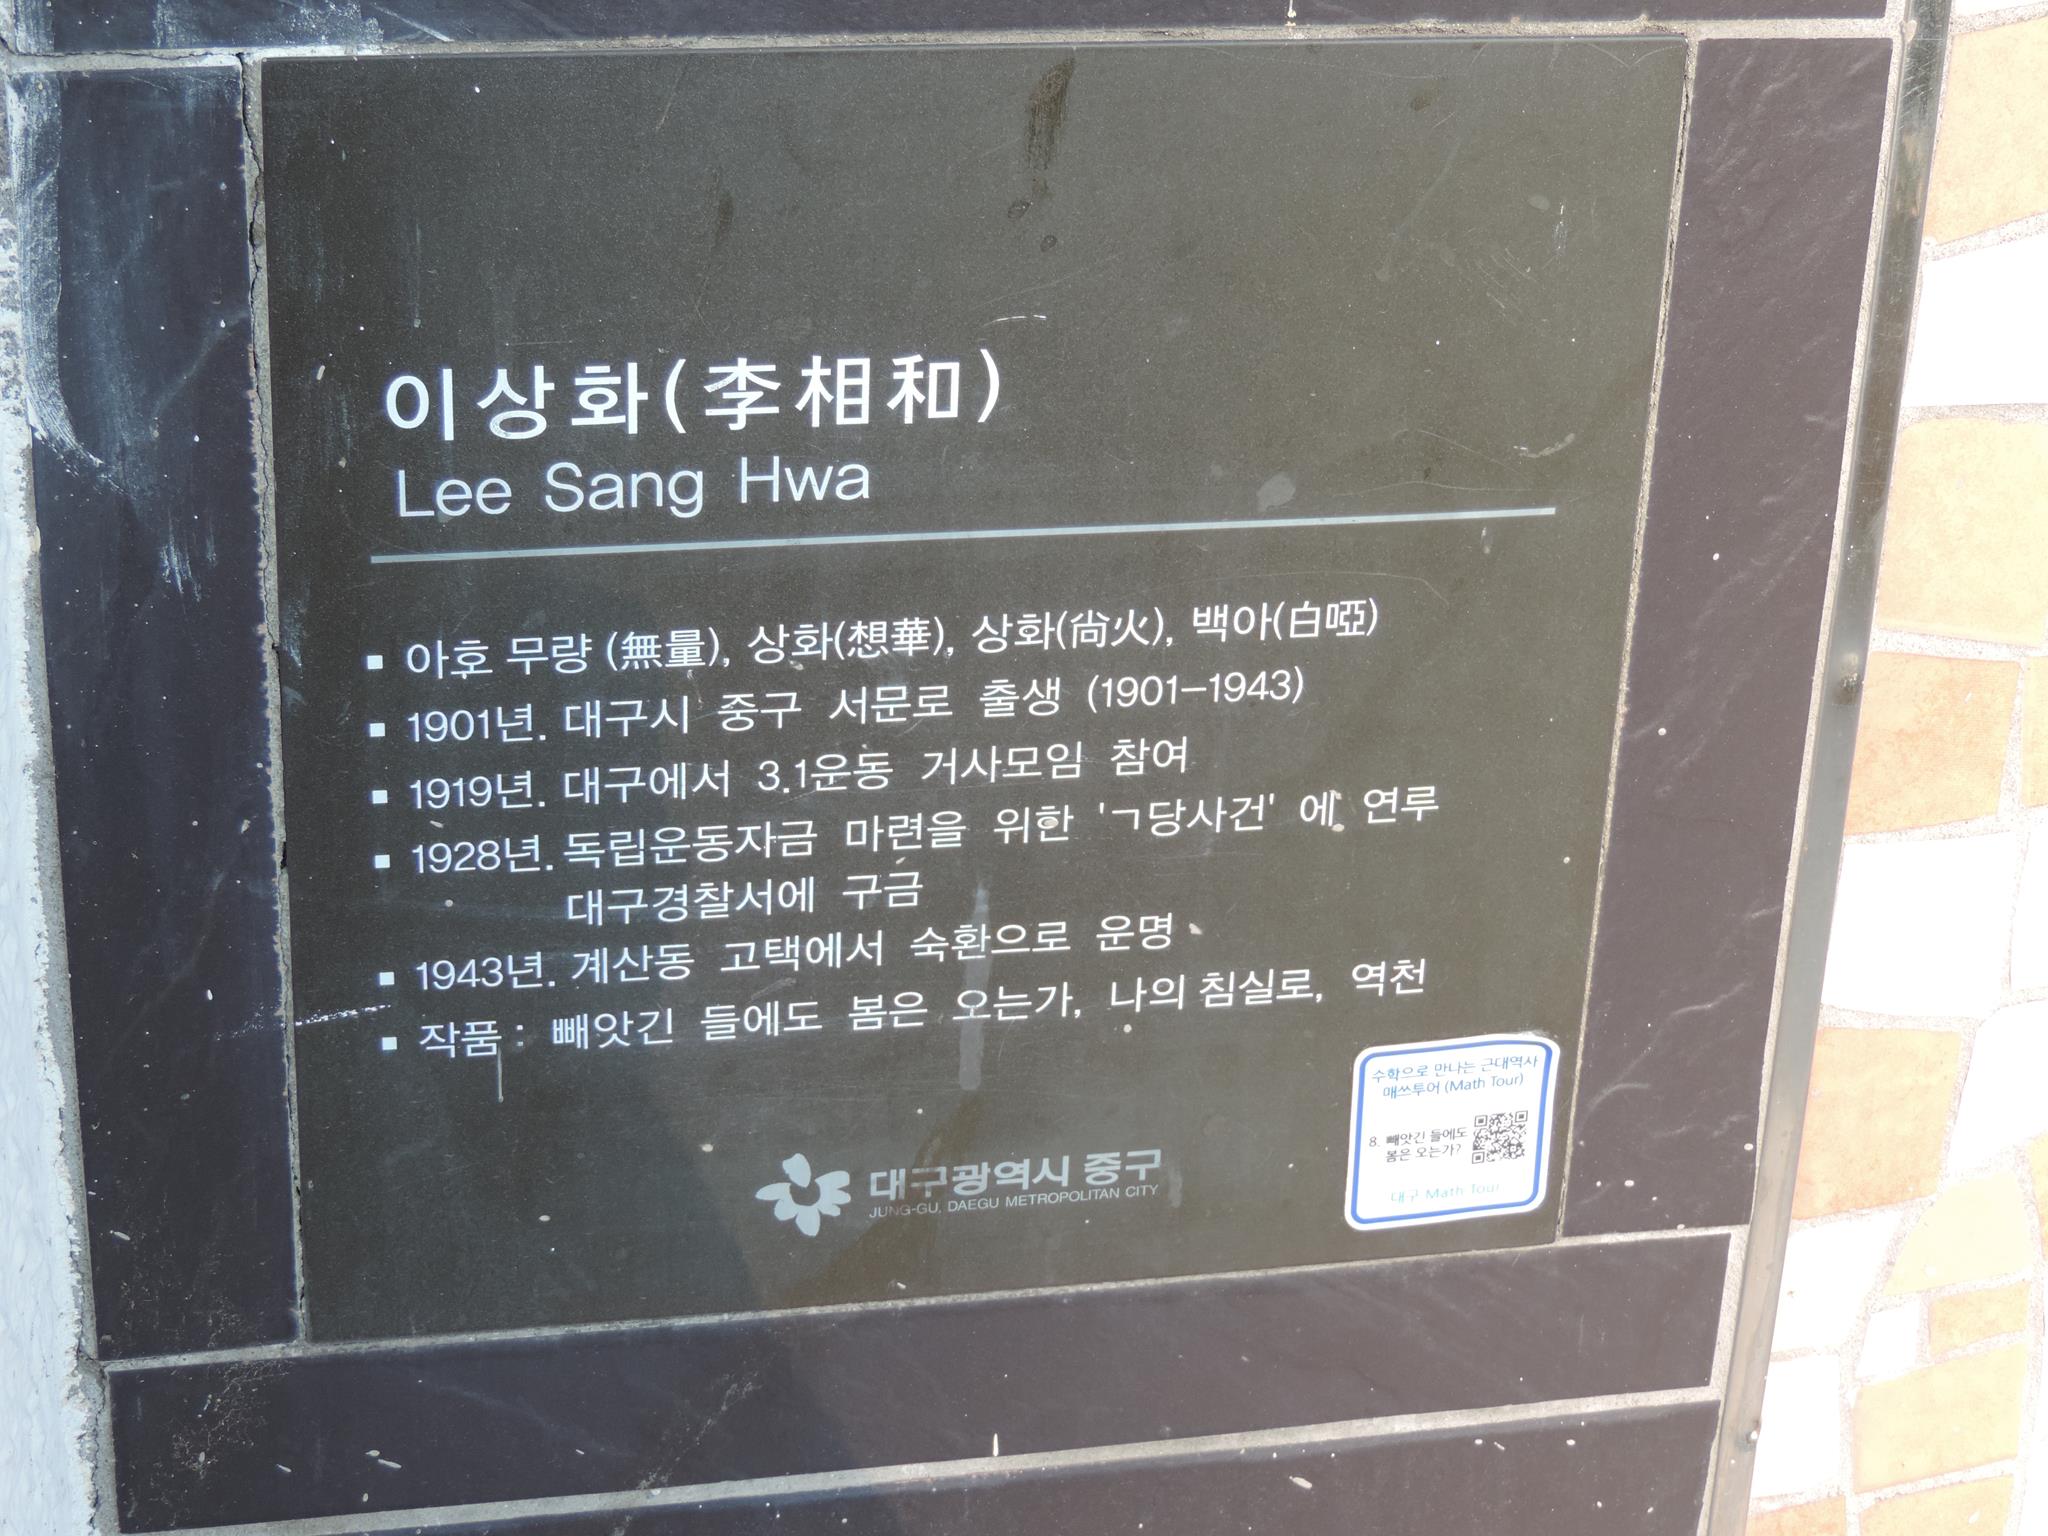 이상화(李相和)
Lee Sang Hwa
▪ 아호 무량 (無量), 상화(想華), 상화(尙火), 백아(白啞)
▪ 1901년. 대구시 중구 서문로 출생 (1901-1943)
▪ 1919년. 대구에서 3.1운동 거사모임 참여
▪ 1928년. 독립운동자금 마련을 위한 'ㄱ당사건' 에 연루
대구경찰서에 구금
▪ 1943년. 계산동 고택에서 숙환으로 운명
▪ 작품 : 빼앗긴 들에도 봄은 오는가, 나의 침실로, 역천
대구광역시 중구
JUNG-GU, DAEGU METROPOLITAN CITY
수학으로 만나는 근대역사
매쓰투어 (Math Tour)
8. 빼앗긴 들에도
봄은 오는가?
대구 Math Tour